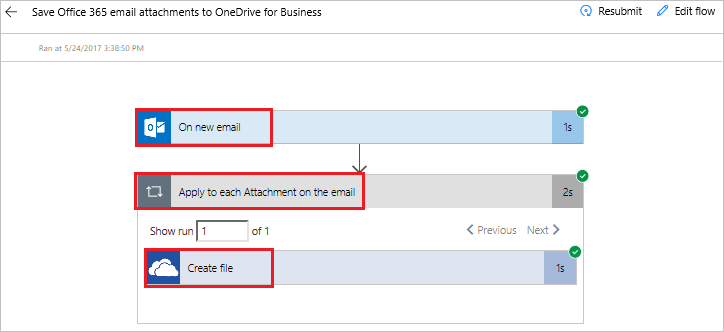 Save Office 365 email attachments to OneDrive for Business
Resubmit
Edit flow
Ran at 5/24/2017 3:38:50 PM
On new email
1s
Apply to each Attachment on the email
2s
Show run 1 of 1
Previous
Next
Create file
1s